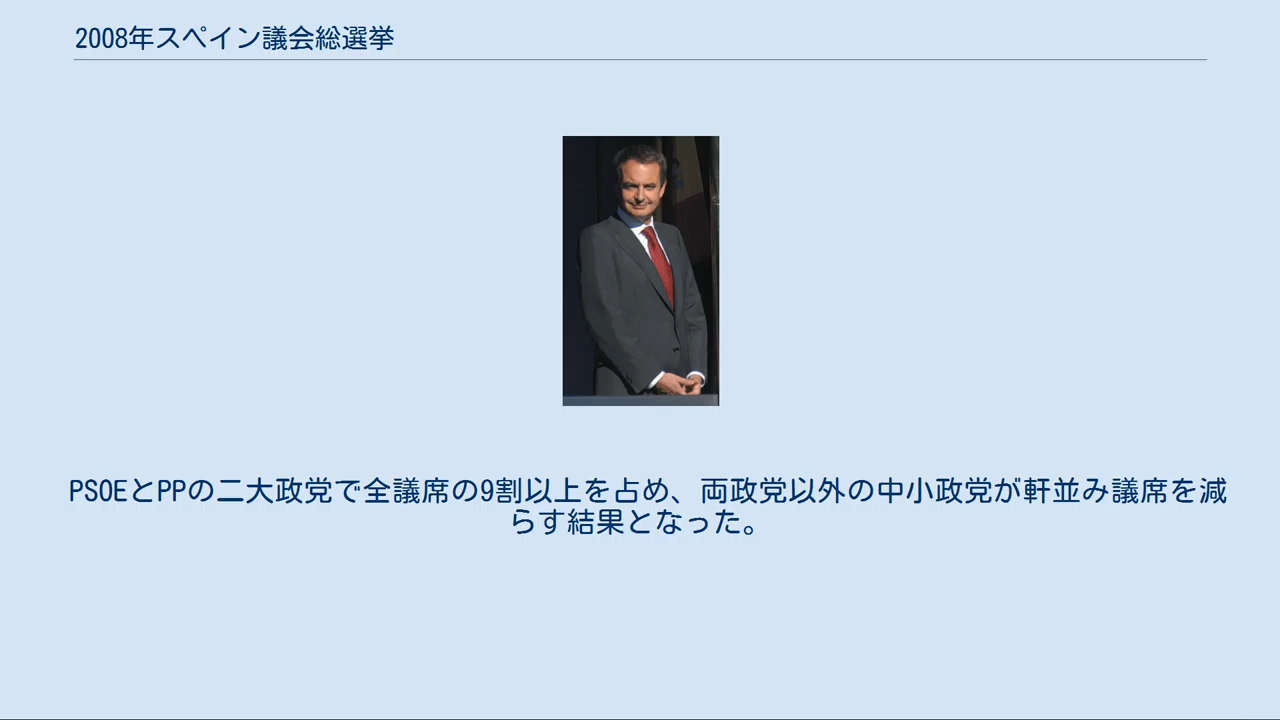 2008年スペイン議会総選挙
PSOEとPPの二大政党で全議席の9割以上を占め、両政党以外の中小政党が軒並み議席を減
らす結果となった。